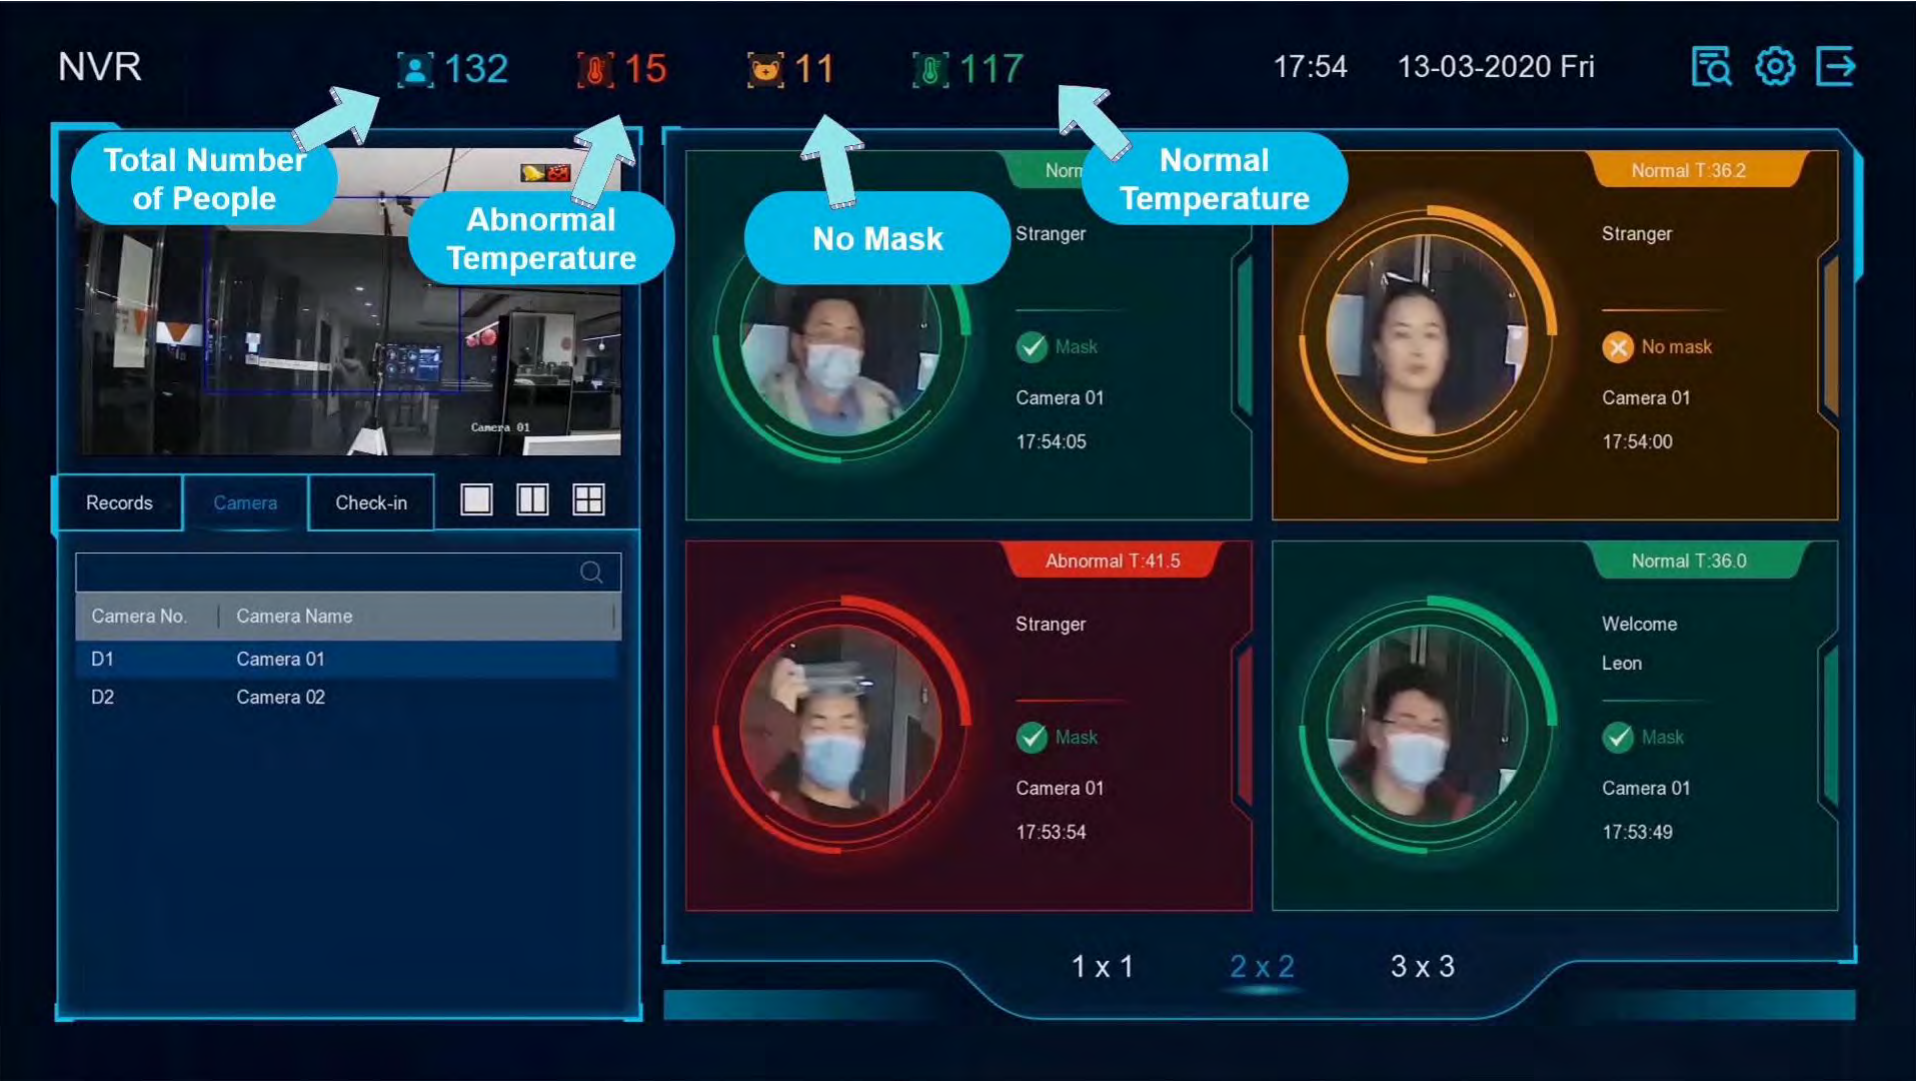 NVR
132
15
11
117
17:54
13-03-2020 Fri
Total Number
of People
Abnormal
Temperature
No Mask
Normal
Temperature
Camera 01
Records
Camera
Check-in
Camera No.
Camera Name
D1
Camera 01
D2
Camera 02
Stranger
Mask
Camera 01
17:54:05
Normal T:36.2
Stranger
No mask
Camera 01
17:54:00
Abnormal T:41.5
Stranger
Mask
Camera 01
17:53:54
Normal T:36.0
Welcome
Leon
Mask
Camera 01
17:53:49
1 x 1
2 x 2
3 x 3